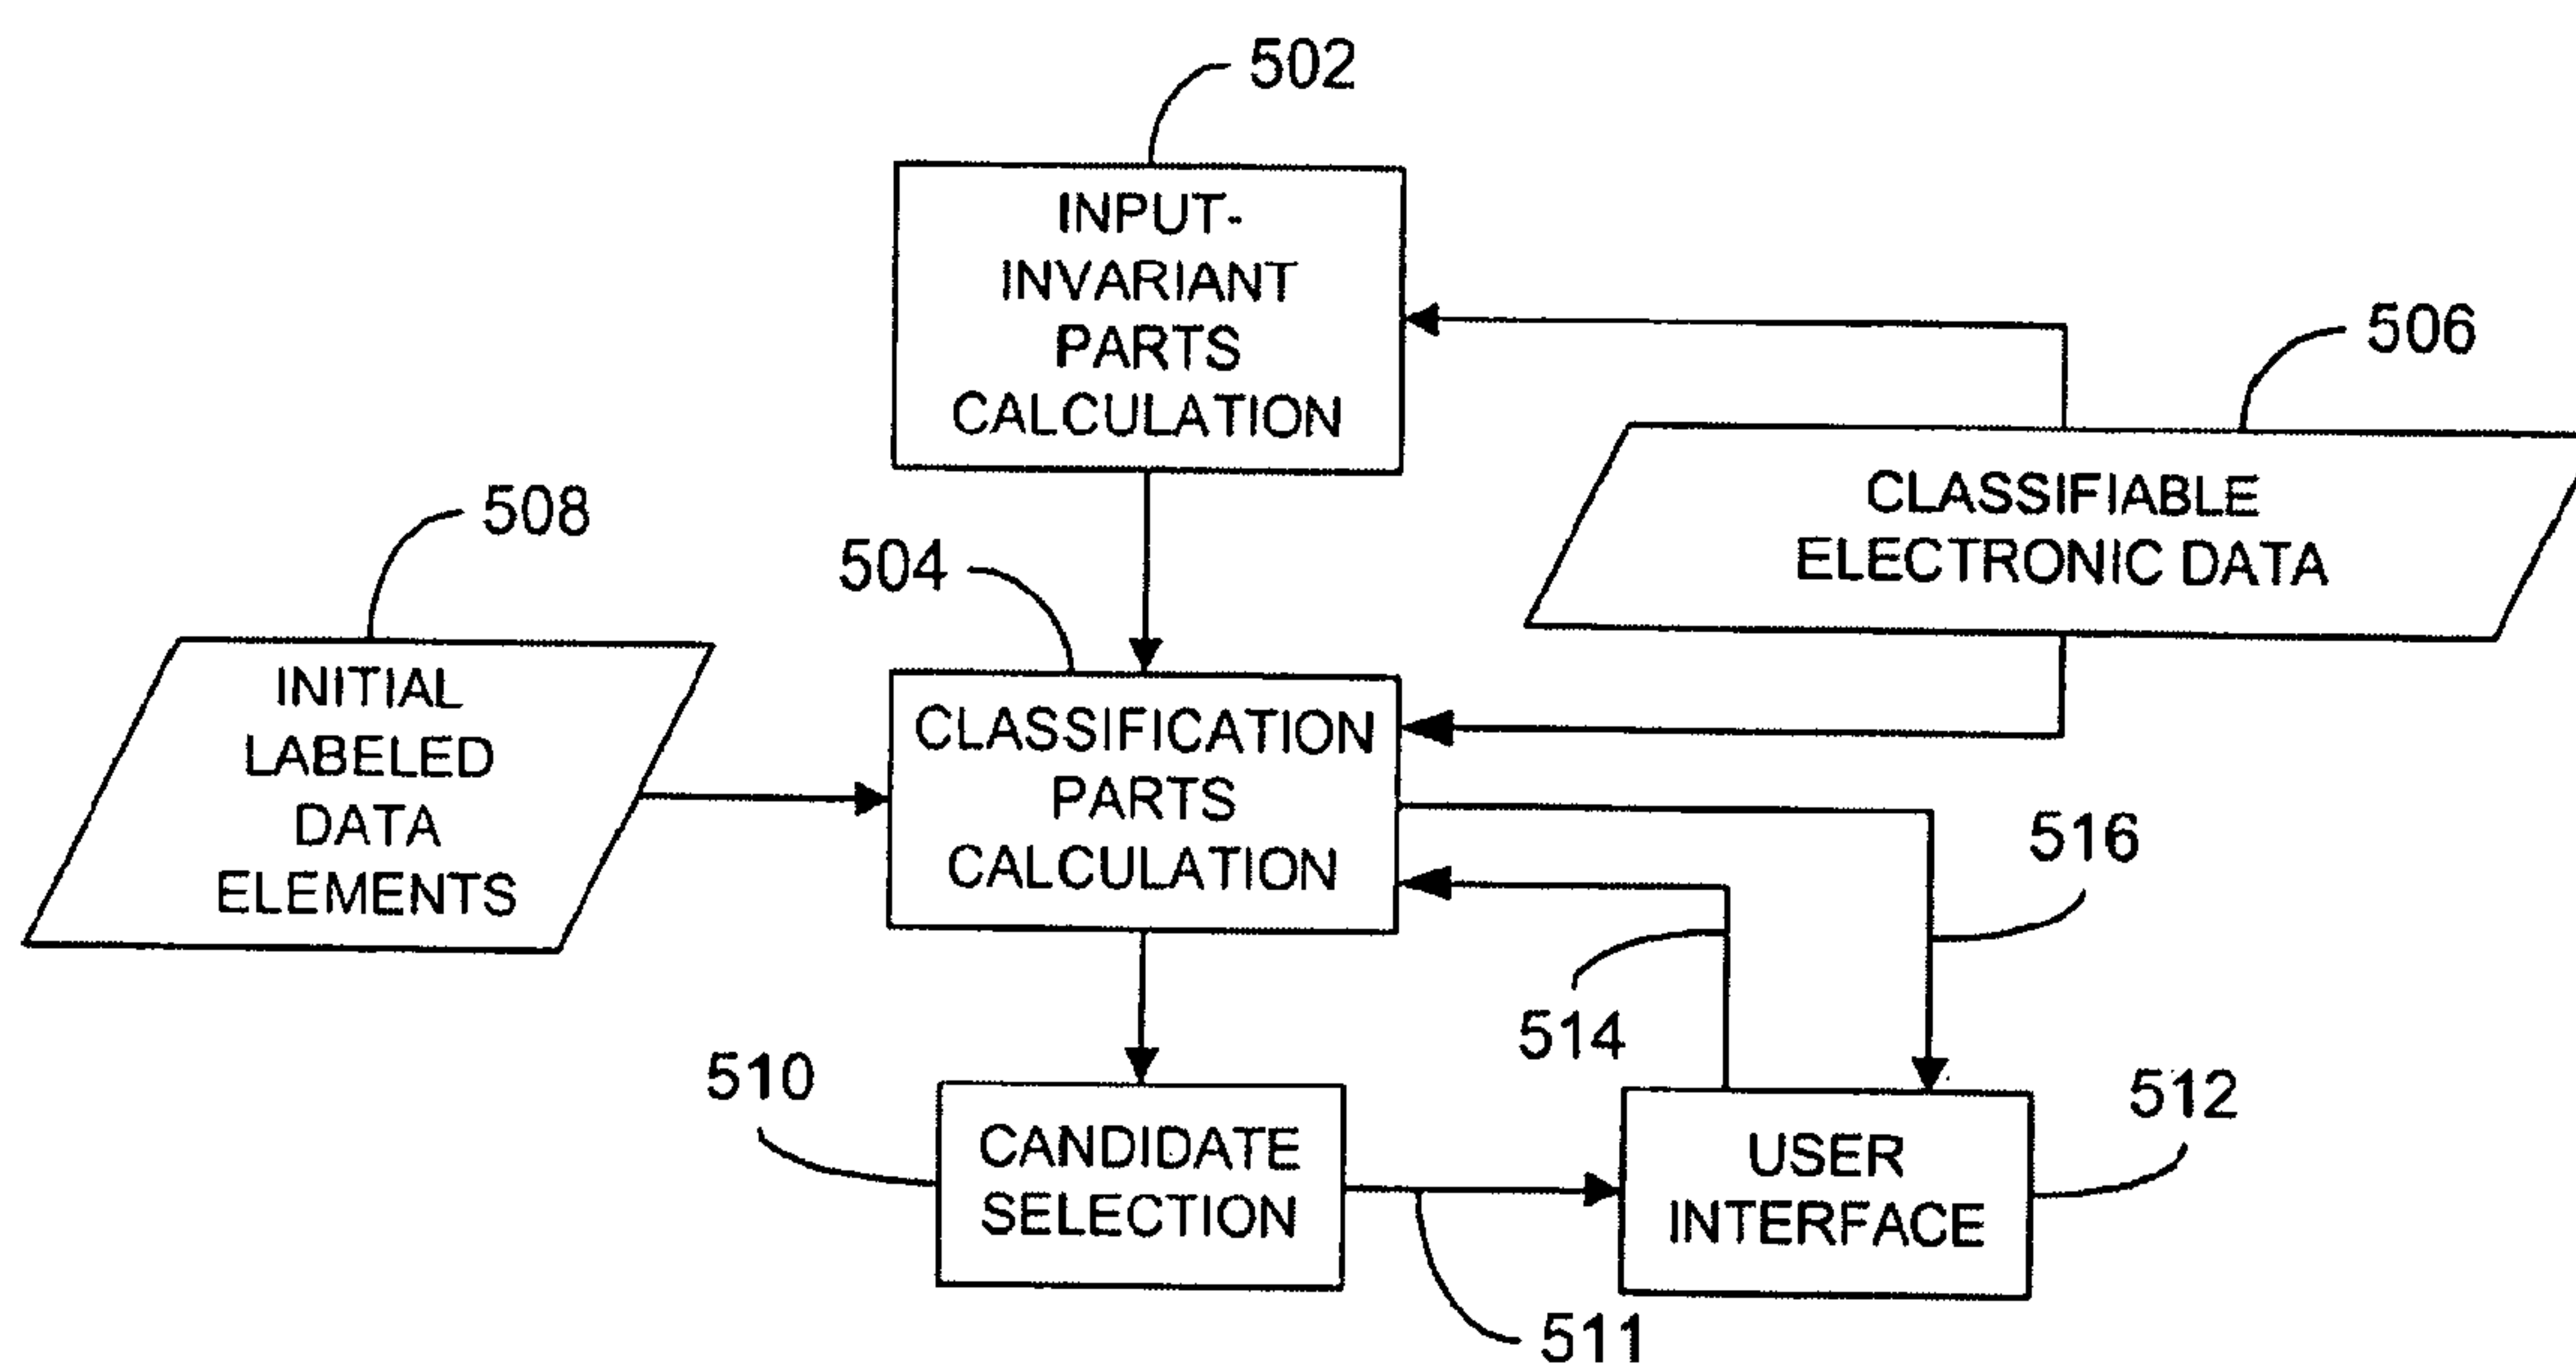 502
INPUT-
INVARIANT
PARTS
CALCULATION
506
CLASSIFIABLE
ELECTRONIC DATA
508
504
INITIAL
LABELED
DATA
ELEMENTS
CLASSIFICATION
PARTS
CALCULATION
516
514
510
CANDIDATE
SELECTION
USER
INTERFACE
512
511